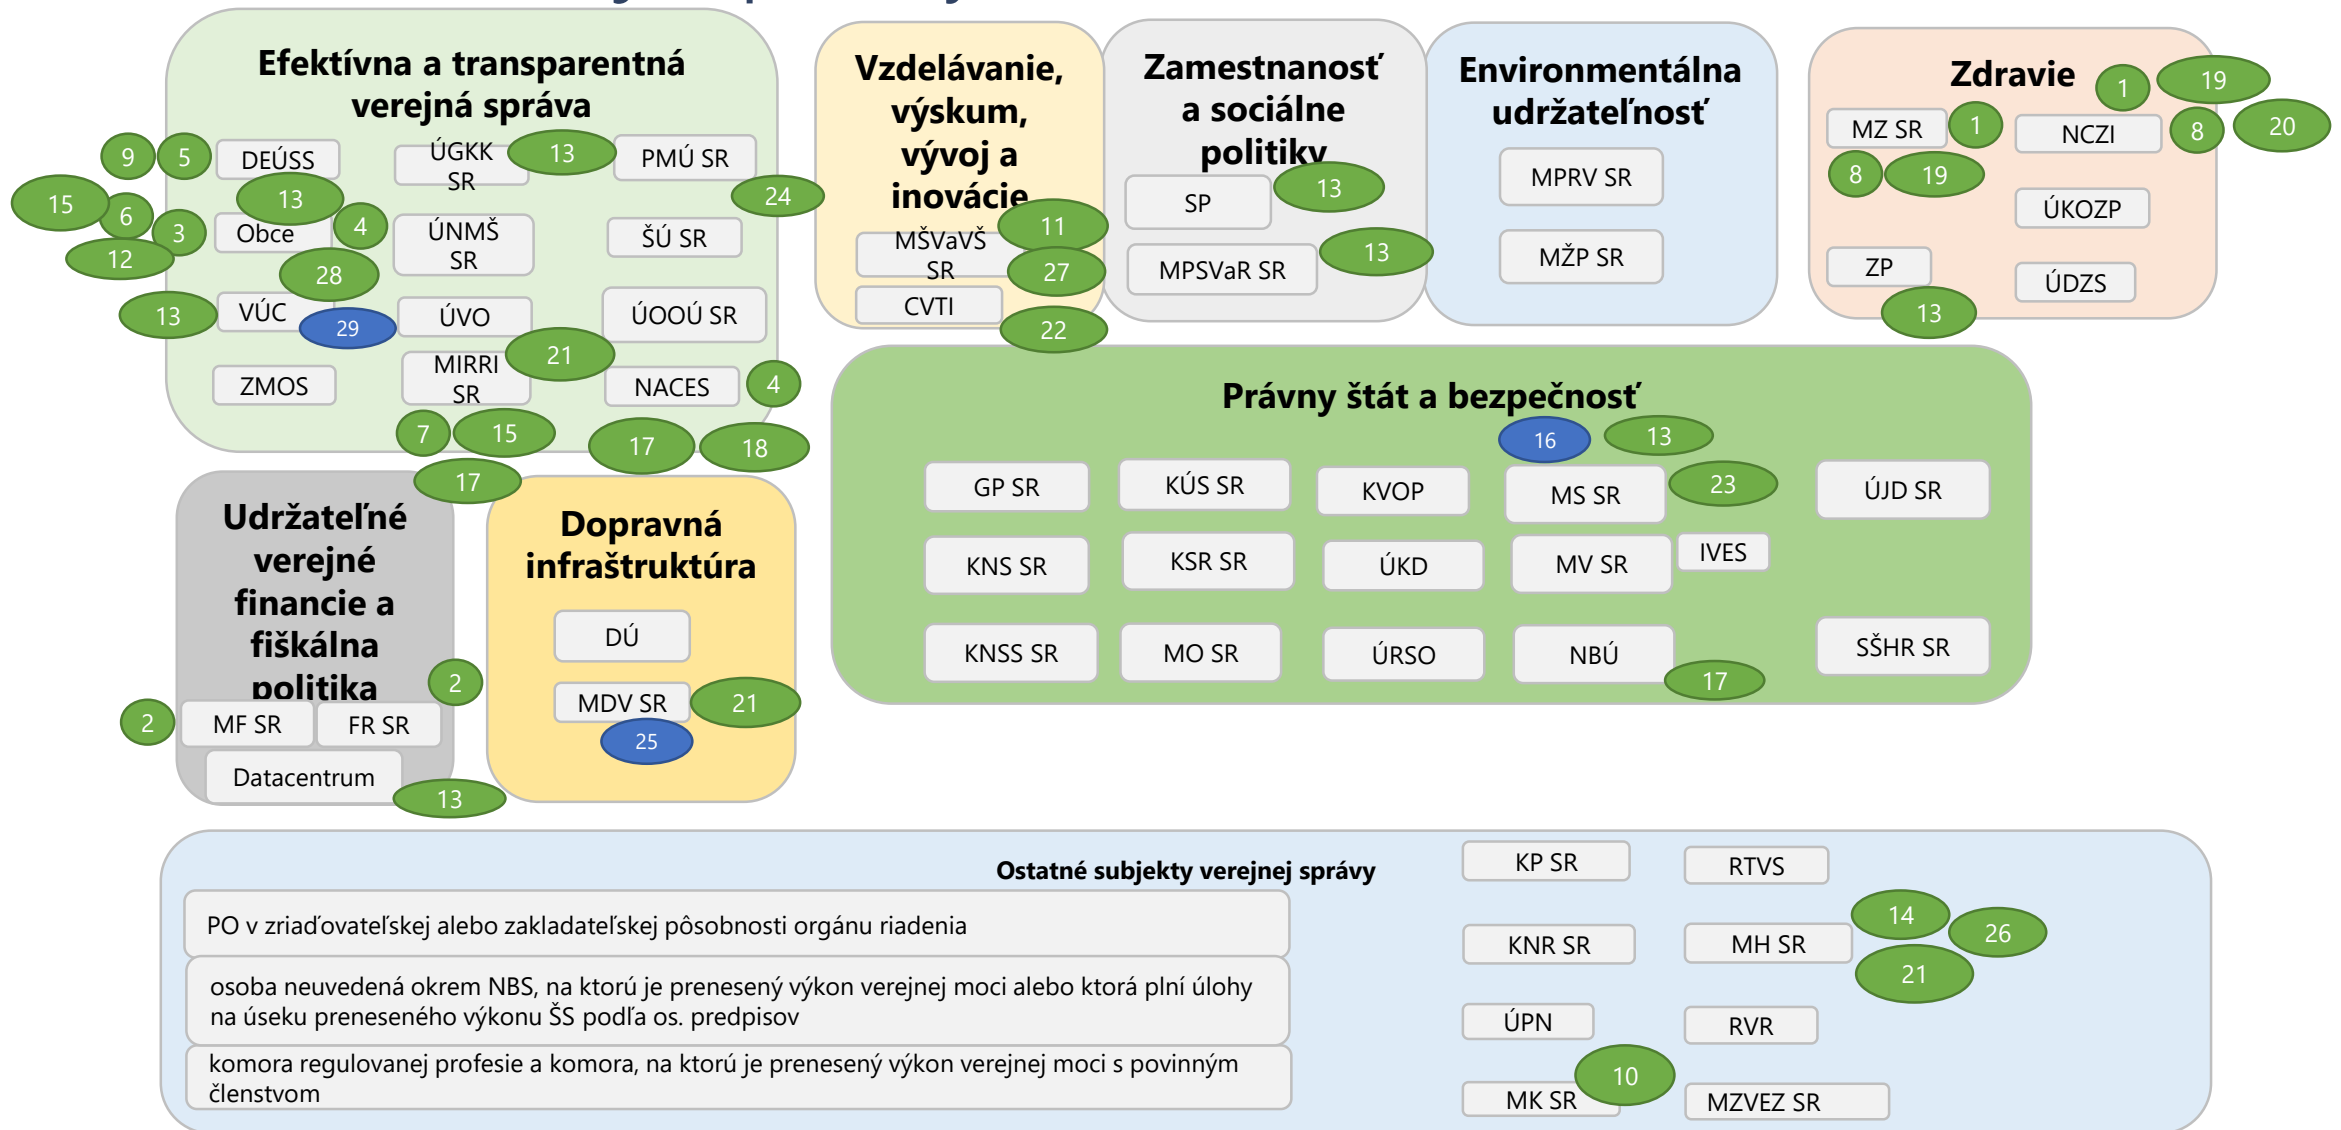 Efektívna a transparentná
verejná správa
9
5
DEÚSS
ÚGKK
SR
13
PMÚ SR
24
15
6
3
12
13
Obce
4
28
ÚNMŠ
SR
ŠÚ SR
13
VÚC
29
ÚVO
ÚOOÚ SR
21
ZMOS
MIRRI
SR
NACES
4
7
15
17
17
18
Vzdelávanie,
výskum,
vývoj a
inovácie
MŠVaVŠ
SR
11
27
CVTI
22
Zamestnanosť
a sociálne
politiky
SP
13
MPSVaR SR
13
Environmentálna
udržateľnosť
MPRV SR
MŽP SR
Zdravie
1
19
MZ SR
1
NCZI
8
20
8
19
ÚKOZP
ZP
ÚDZS
13
Právny štát a bezpečnosť
16
13
GP SR
KÚS SR
KVOP
MS SR
23
ÚJD SR
KNS SR
KSR SR
ÚKD
MV SR
IVES
KNSS SR
MO SR
ÚRSO
NBÚ
17
SŠHR SR
Udržateľné
verejné
financie a
fiškálna
politika
2
2
MF SR
FR SR
Datacentrum
13
Dopravná
infraštruktúra
DÚ
MDV SR
21
25
Ostatné subjekty verejnej správy
PO v zriaďovateľskej alebo zakladateľskej pôsobnosti orgánu riadenia
osoba neuvedená okrem NBS, na ktorú je prenesený výkon verejnej moci alebo ktorá plní úlohy
na úseku preneseného výkonu ŠS podľa os. predpisov
komora regulovanej profesie a komora, na ktorú je prenesený výkon verejnej moci s povinným
členstvom
KP SR
RTVS
KNR SR
MH SR
14
26
21
ÚPN
RVR
MK SR
10
MZVEZ SR